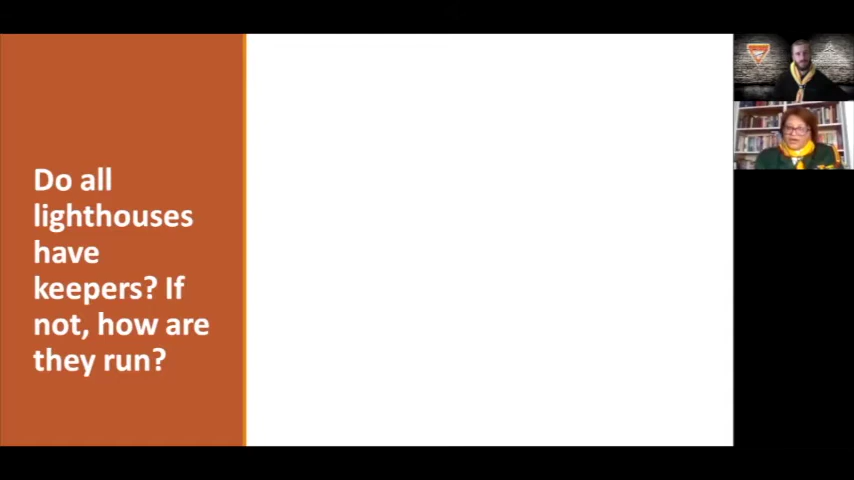 Do all
lighthouses
have
keepers? If
not, how are
they run?